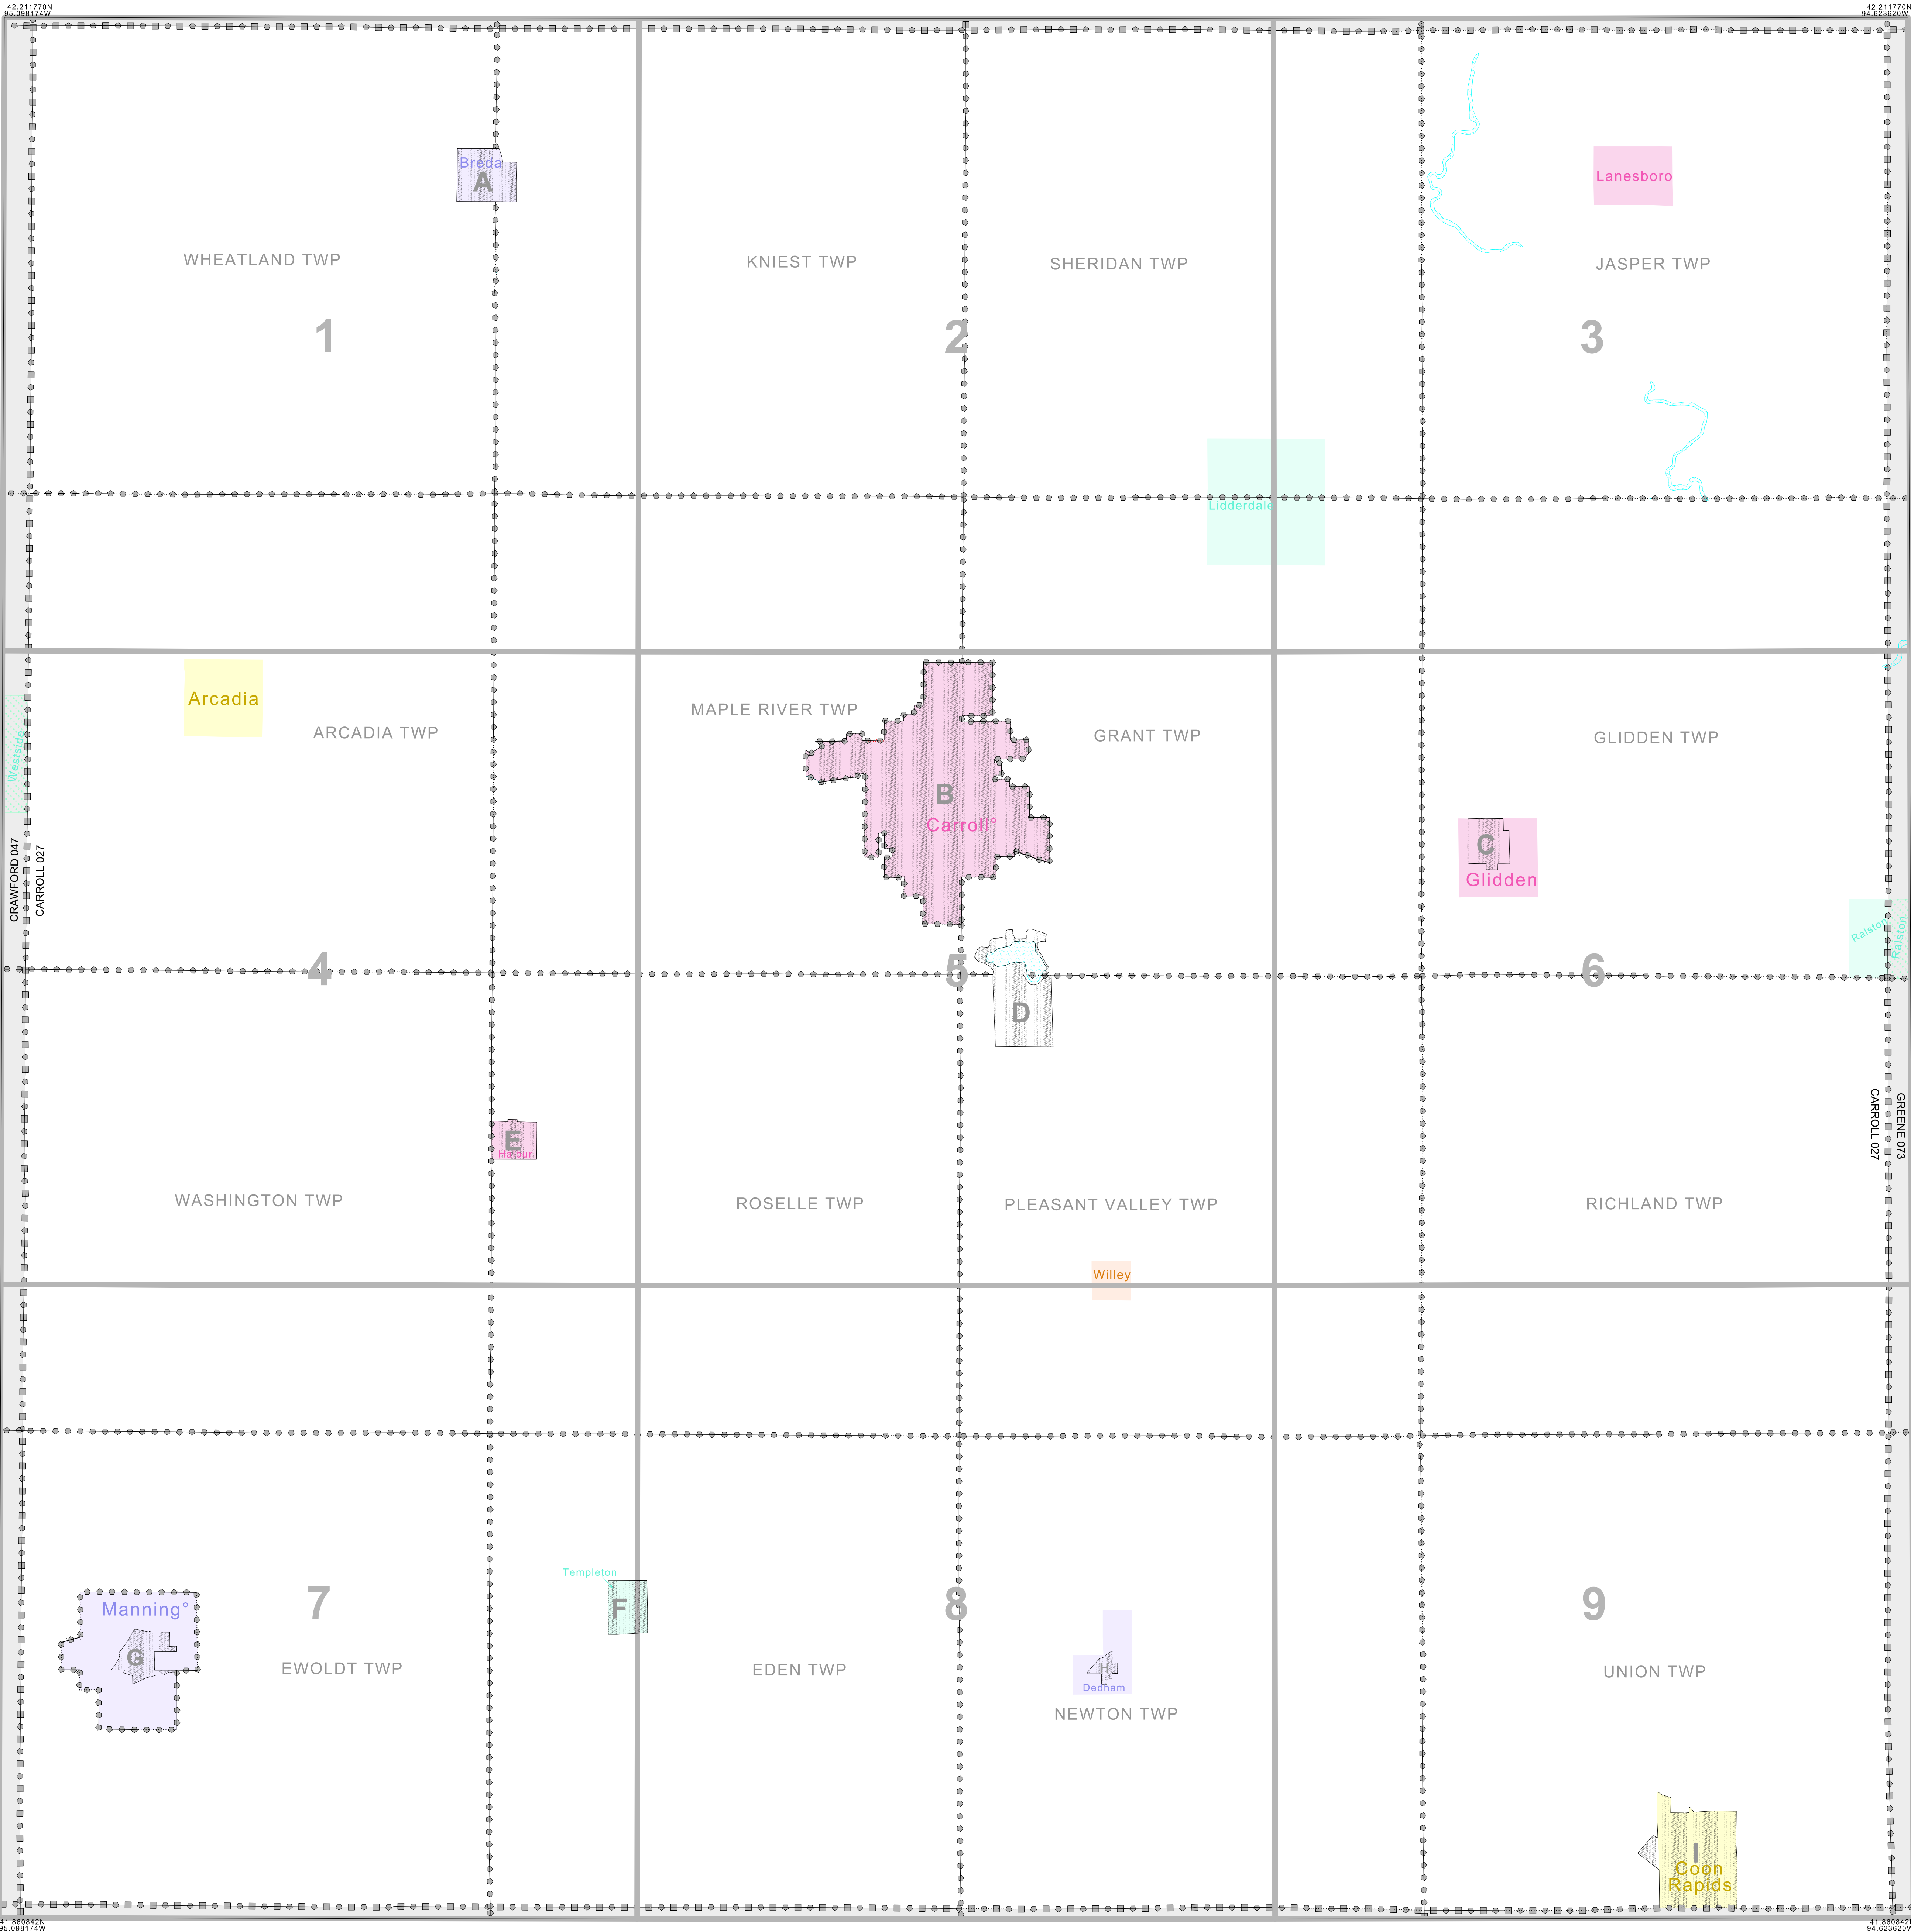 42.211770N
95.098174W
42.211770N
94.623620W
Breda
A
Lanesboro
WHEATLAND TWP
KNIEST TWP
SHERIDAN TWP
JASPER TWP
1
2
3
Lidderdale
Arcadia
MAPLE RIVER TWP
ARCADIA TWP
GRANT TWP
GLIDDEN TWP
Westside
B
Carroll°
C
Glidden
CRAWFORD 047
CARROLL 027
Ralston
Ralston
4
5
6
D
CARROLL 027
GREENE 073
E
Halbur
WASHINGTON TWP
ROSELLE TWP
PLEASANT VALLEY TWP
RICHLAND TWP
Willey
Templeton
7
F
8
9
Manning°
G
EWOLDT TWP
EDEN TWP
H
Dedham
UNION TWP
NEWTON TWP
I
Coon
Rapids
41.860842N
95.098174W
41.860842N
94.623620W